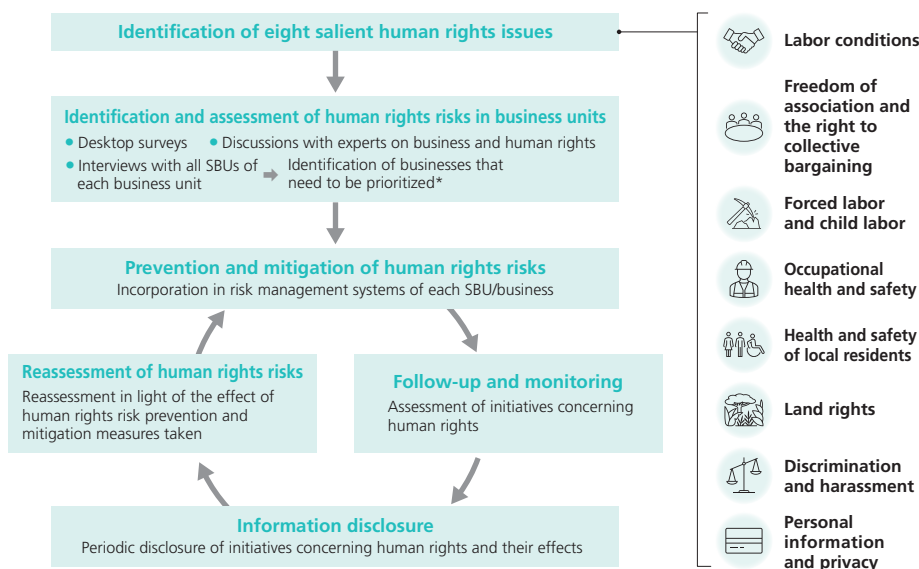 Identification of eight salient human rights issues
Identification and assessment of human rights risks in business units
• Desktop surveys
• Discussions with experts on business and human rights
• Interviews with all SBUs of
each business unit
Identification of businesses that
need to be prioritized*
Prevention and mitigation of human rights risks
Incorporation in risk management systems of each SBU/business
Reassessment of human rights risks
Reassessment in light of the effect of
human rights risk prevention and
mitigation measures taken
Follow-up and monitoring
Assessment of initiatives concerning
human rights
Information disclosure
Periodic disclosure of initiatives concerning human rights and their effects
Labor conditions
Freedom of
association and
the right to
collective
bargaining
Forced labor
and child labor
Occupational
health and safety
Health and safety
of local residents
Land rights
Discrimination
and harassment
Personal
information
and privacy